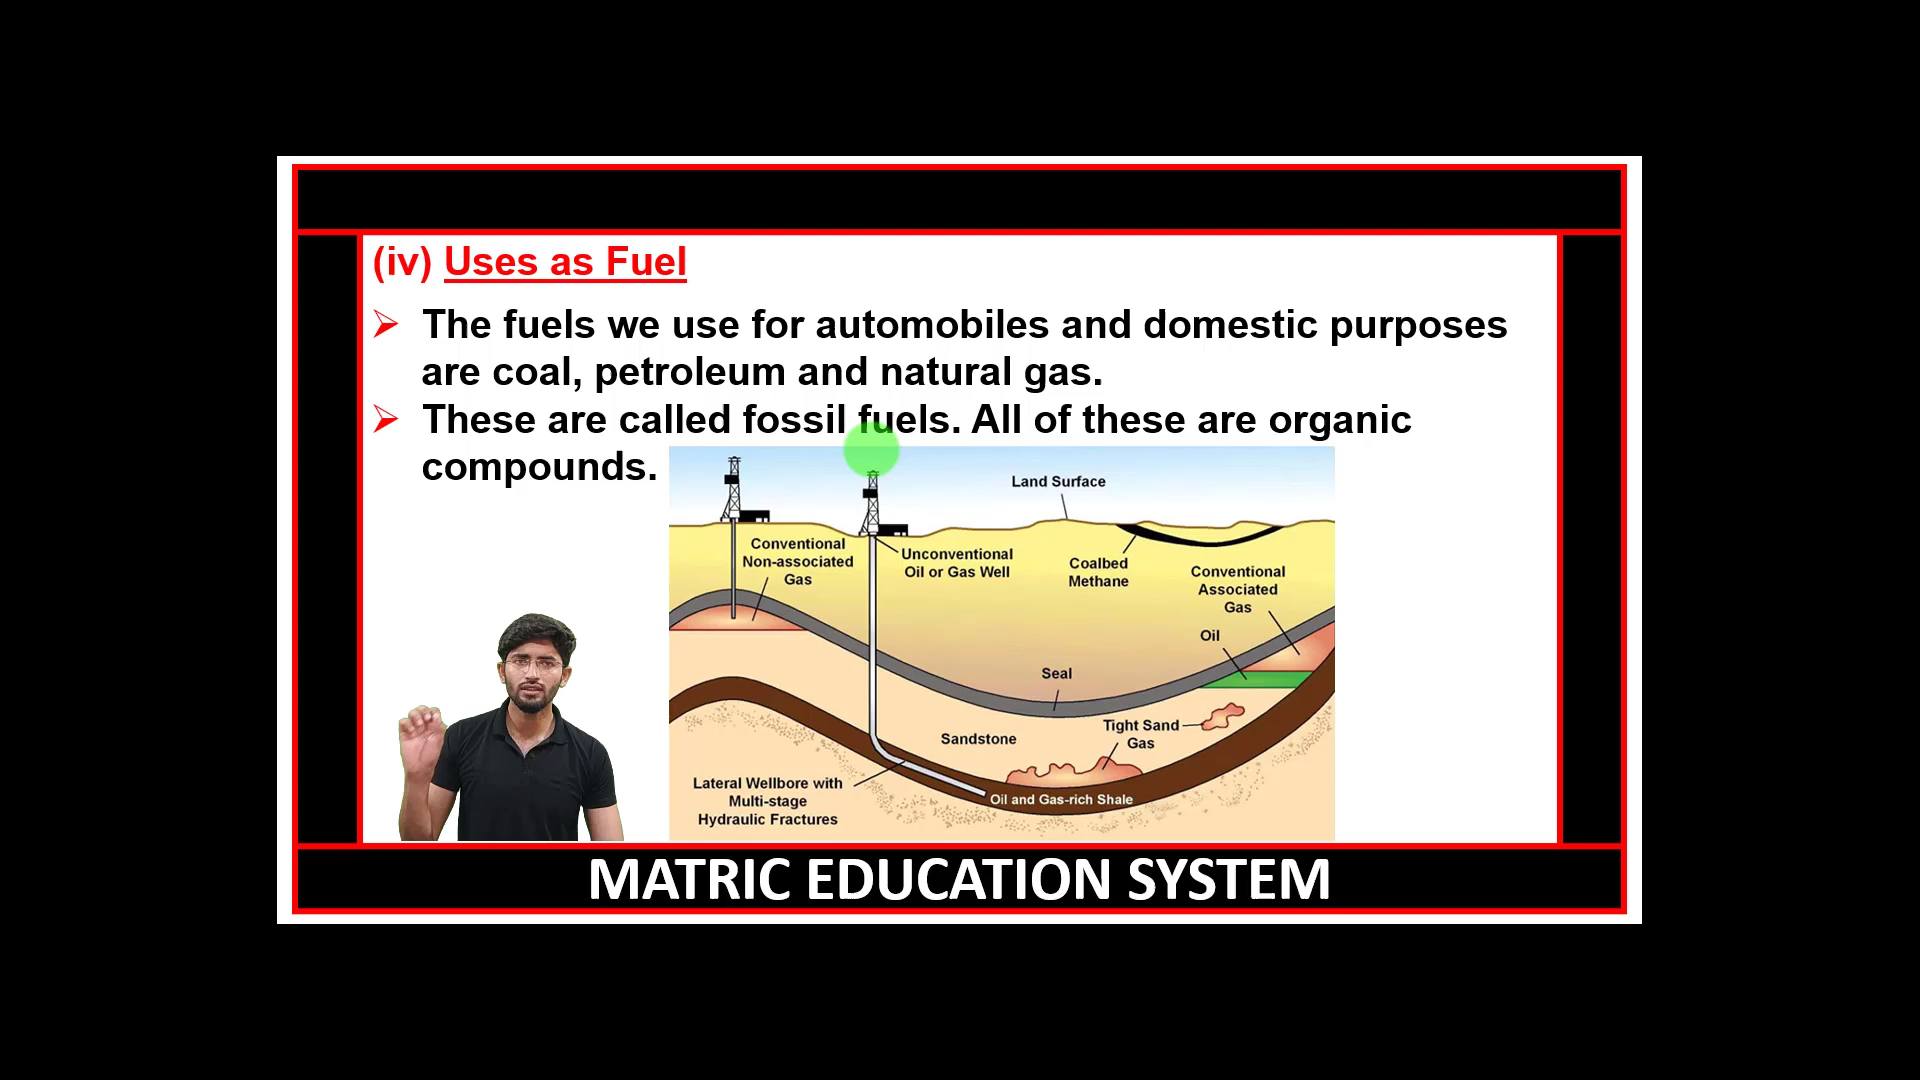 (iv) Uses as Fuel
The fuels we use for automobiles and domestic purposes
are coal, petroleum and natural gas.
These are called fossil fuels. All of these are organic
compounds.
Land Surface
Conventional
Non-associated
Gas
Unconventional
Oil or Gas Well
Coalbed
Methane
Conventional
Associated
Gas
Oil
Seal
Tight Sand
Gas
Sandstone
Lateral Wellbore with
Multi-stage
Hydraulic Fractures
Oil and Gas-rich Shale
MATRIC EDUCATION SYSTEM